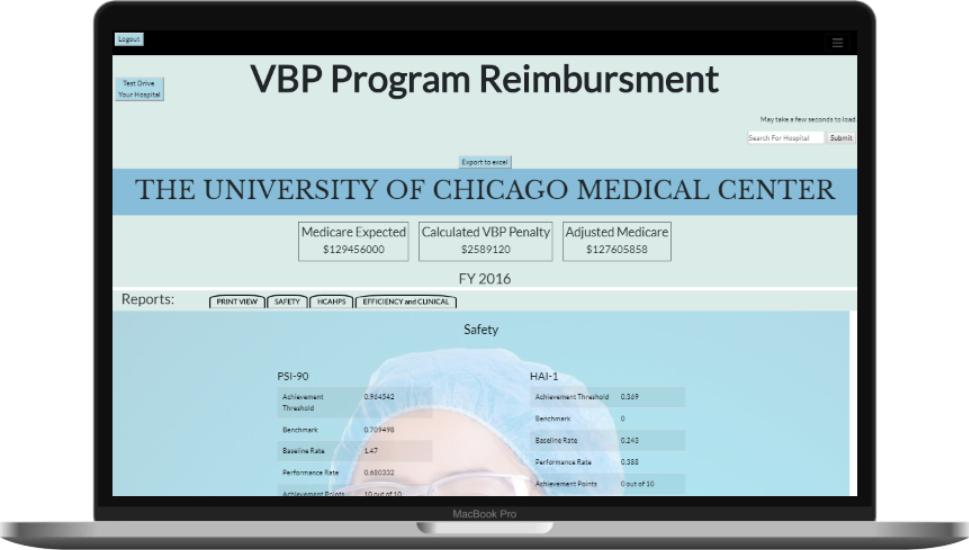 Logout
VBP Program Reimbursment
Test Drive
Your Hospital
May take a few seconds to load
Search For Hospital Submit
Export to excel
THE UNIVERSITY OF CHICAGO MEDICAL CENTER
Medicare Expected Calculated VBP Penalty Adjusted Medicare
$129456000 $2589120 $127605858
FY 2016
Reports: PRINT VIEW SAFETY HCAHPS EFFICIENCY and CLINICAL
Safety
PSI-90 HAI-1
Achievement Threshold 0.964542 Achievement Threshold 0.369
Benchmark 0.709498 Benchmark 0
Baseline Rate 1.47 Baseline Rate 0.243
Performance Rate 0.680332 Performance Rate 0.388
Achievement Points 10 out of 10 Achievement Points 0 out of 10
MacBook Pro